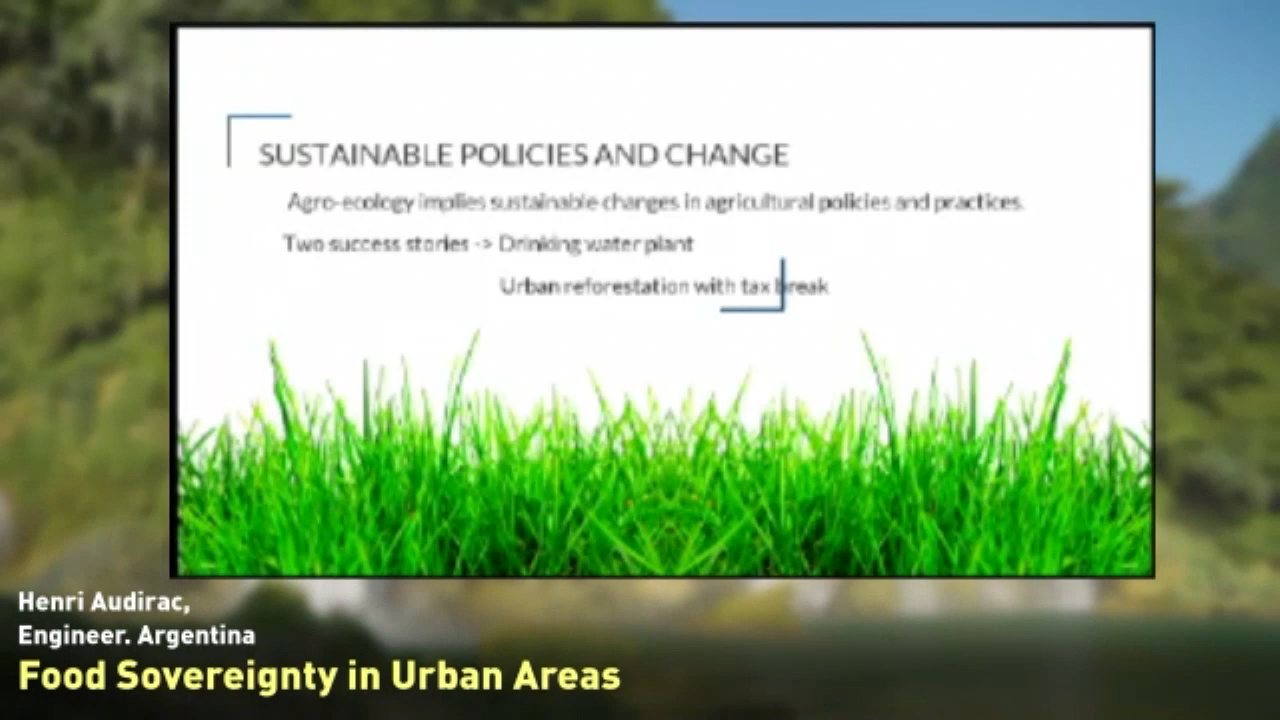 SUSTAINABLE POLICIES AND CHANGE
Agro-ecology implies sustainable changes in agricultural policies and practices.
Two success stories -> Drinking water plant
Urban reforestation with tax break
Henri Audirac,
Engineer. Argentina
Food Sovereignty in Urban Areas